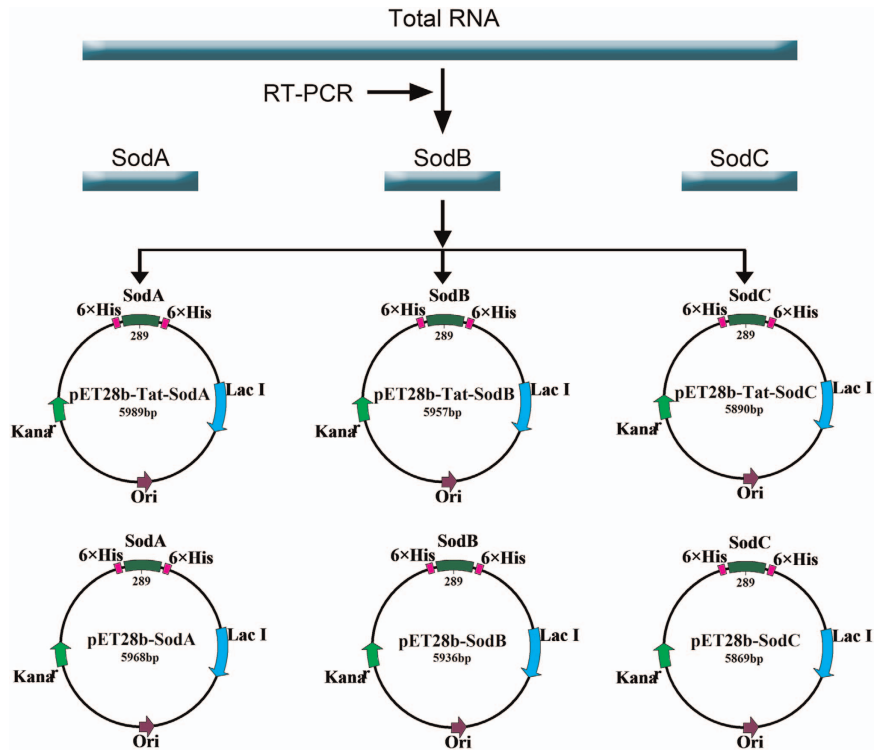 Total RNA
RT-PCR
SodA
SodB
SodC
SodA
6×His 6×His
289
pET28b-Tat-SodA
5989bp
Lac I
Kanaʳ
Ori
SodB
6×His 6×His
289
pET28b-Tat-SodB
5957bp
Lac I
Kanaʳ
Ori
SodC
6×His 6×His
289
pET28b-Tat-SodC
5890bp
Lac I
Kanaʳ
Ori
SodA
6×His 6×His
289
pET28b-SodA
5968bp
Lac I
Kanaʳ
Ori
SodB
6×His 6×His
289
pET28b-SodB
5936bp
Lac I
Kanaʳ
Ori
SodC
6×His 6×His
289
pET28b-SodC
5869bp
Lac I
Kanaʳ
Ori